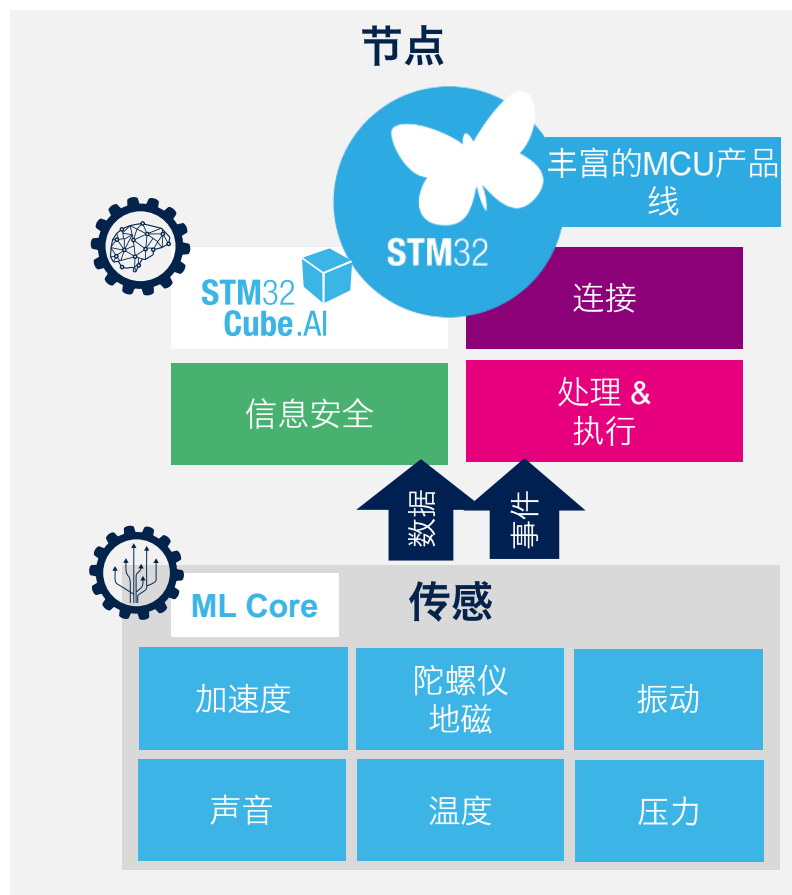 节点
丰富的MCU产品
线
STM32
STM32
Cube.AI
连接
信息安全
处理 &
执行
数据
事件
ML Core
传感
加速度
陀螺仪
地磁
振动
声音
温度
压力